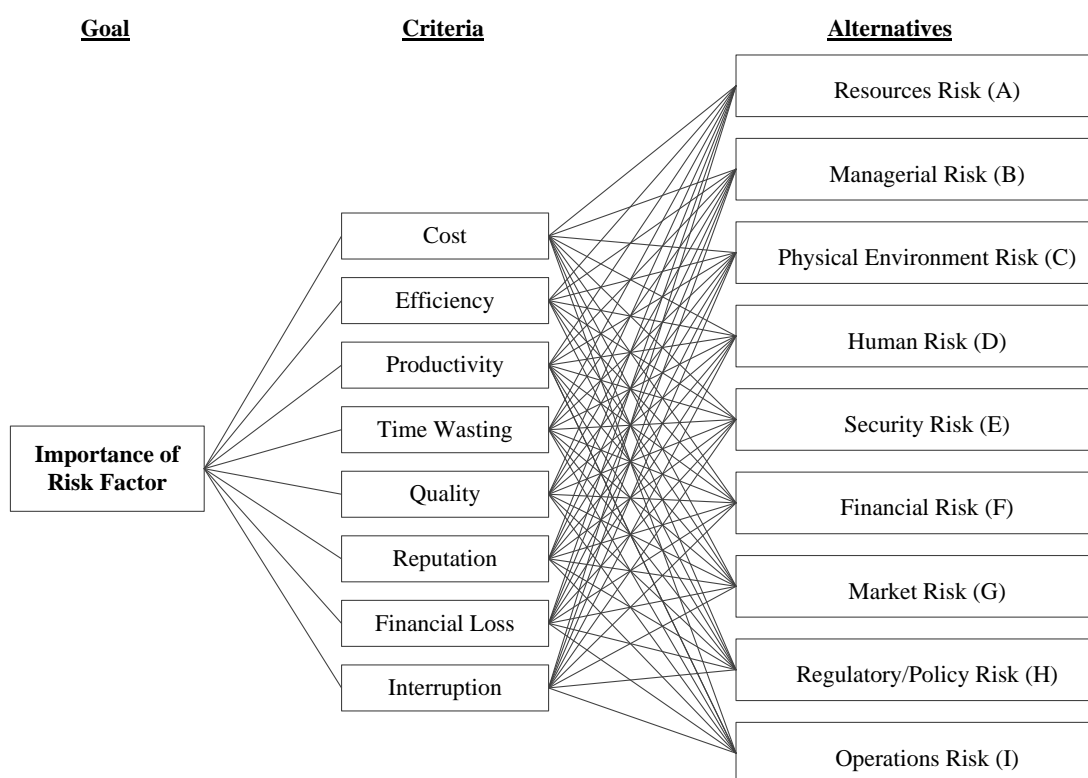 Goal
Criteria
Alternatives
Importance of
Risk Factor
Cost
Efficiency
Productivity
Time Wasting
Quality
Reputation
Financial Loss
Interruption
Resources Risk (A)
Managerial Risk (B)
Physical Environment Risk (C)
Human Risk (D)
Security Risk (E)
Financial Risk (F)
Market Risk (G)
Regulatory/Policy Risk (H)
Operations Risk (I)